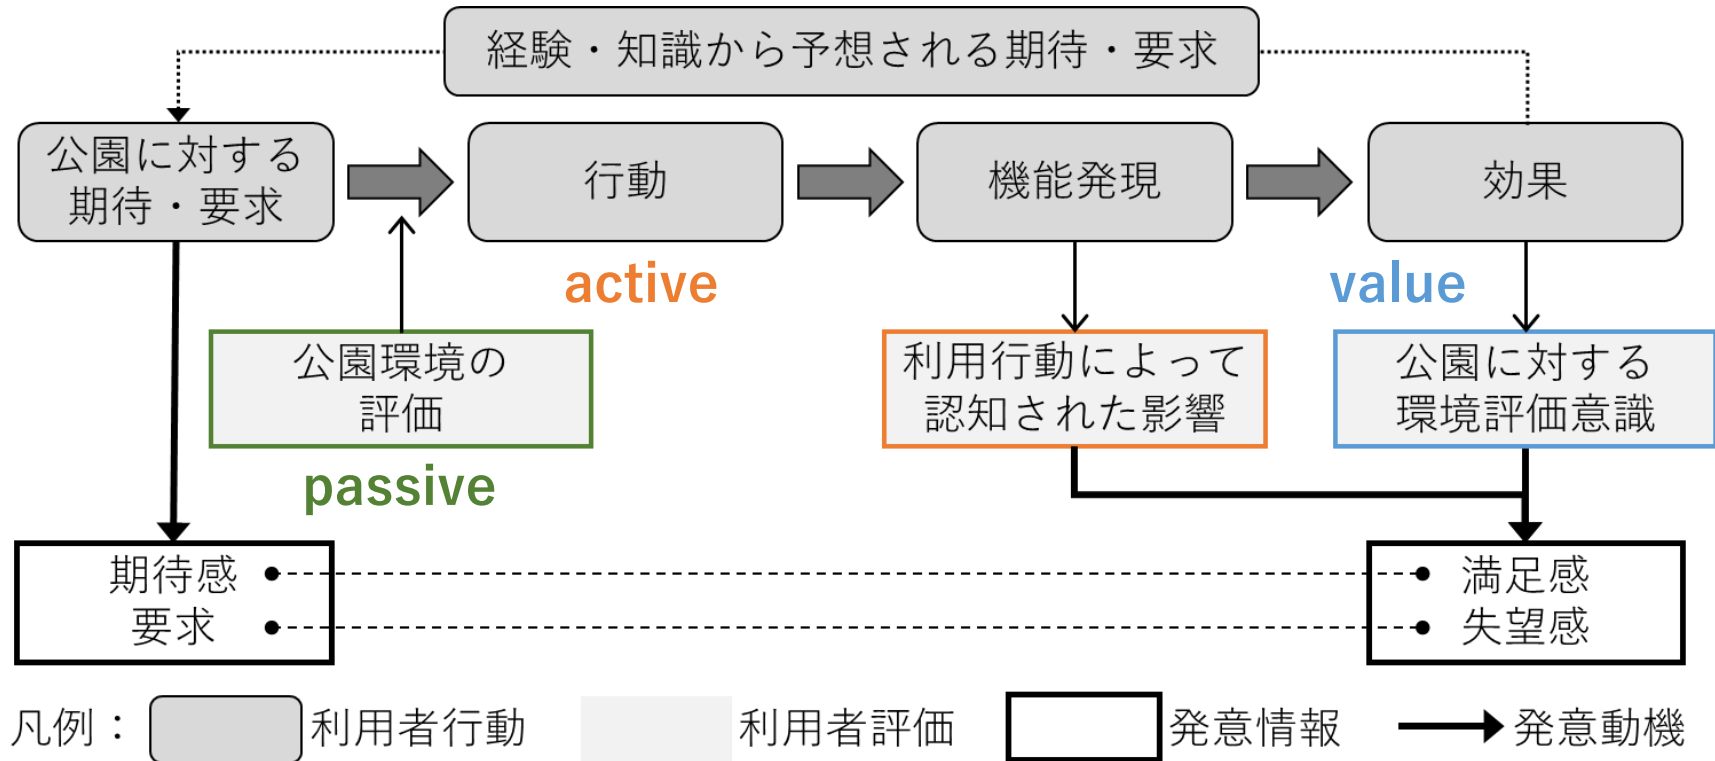 経験・知識から予想される期待・要求
公園に対する
期待・要求
行動
機能発現
効果
active
value
公園環境の
評価
利用行動によって
認知された影響
公園に対する
環境評価意識
passive
期待感
要求
満足感
失望感
凡例：
利用者行動
利用者評価
発意情報
発意動機